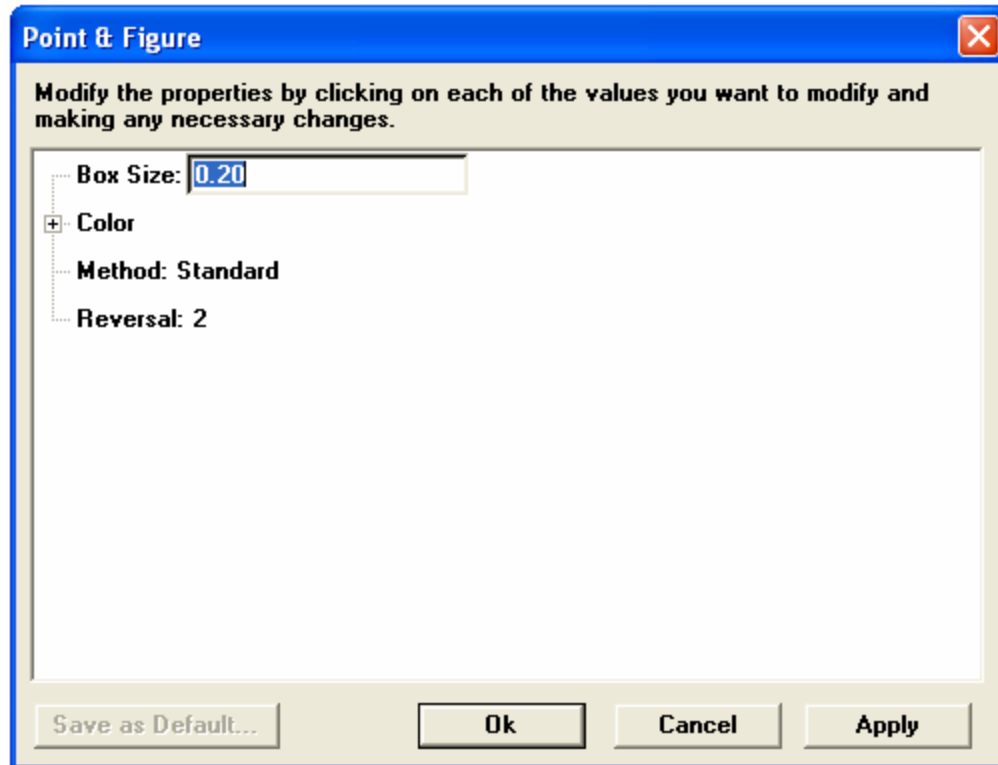 Point & Figure
Modify the properties by clicking on each of the values you want to modify and
making any necessary changes.
Box Size: 0.20
Color
Method: Standard
Reversal: 2
Save as Default... Ok Cancel Apply